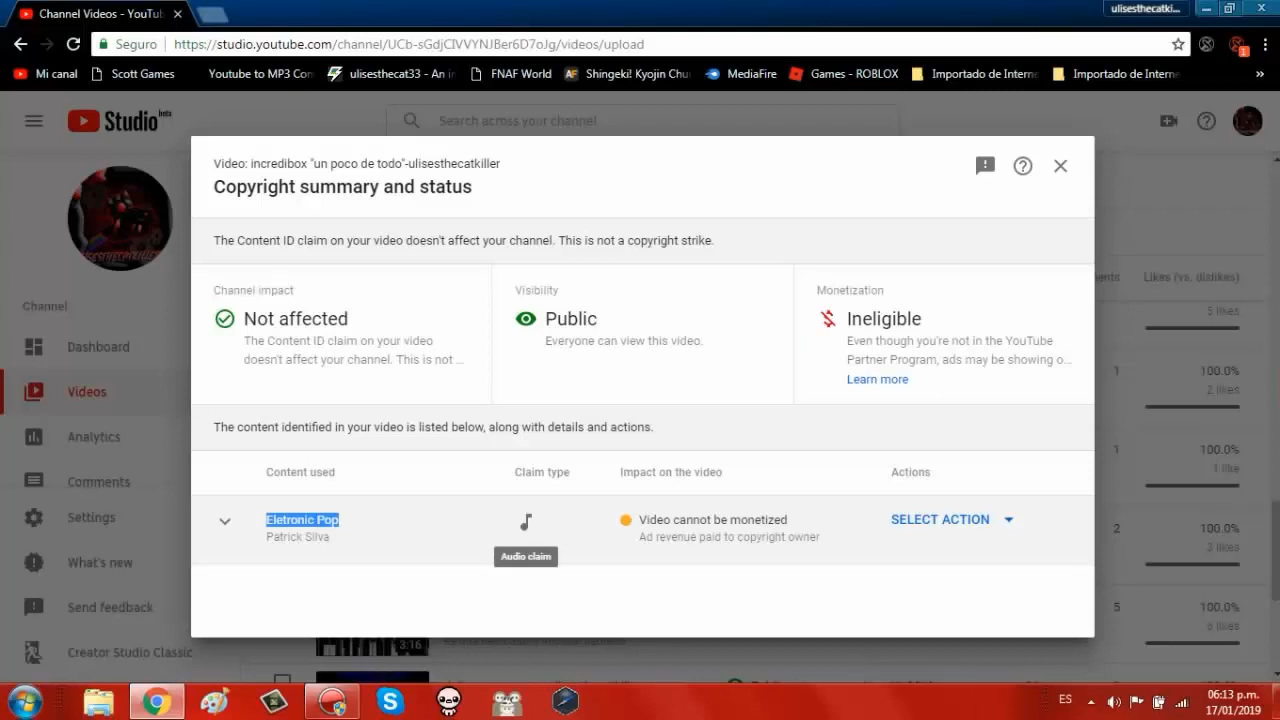 Channel Videos - YouTub
ulisesthecatki...
Seguro
https://studio.youtube.com/channel/UCb-sGdjCIVVYNJBer6D7oJg/videos/upload
Mi canal
Scott Games
Youtube to MP3 Con
ulisesthecat33 - An in
FNAF World
Shingeki! Kyojin Chu
MediaFire
Games - ROBLOX
Importado de Intern
Importado de Interne
»
Studio beta
Search across your channel
Video: incredibox "un poco de todo"-ulisesthecatkiller
Copyright summary and status
The Content ID claim on your video doesn't affect your channel. This is not a copyright strike.
Channel impact
Not affected
The Content ID claim on your video
doesn't affect your channel. This is not ...
Visibility
Public
Everyone can view this video.
Monetization
Ineligible
Even though you're not in the YouTube
Partner Program, ads may be showing o...
Learn more
The content identified in your video is listed below, along with details and actions.
Content used
Claim type
Impact on the video
Actions
Eletronic Pop
Patrick Silva
Audio claim
Video cannot be monetized
Ad revenue paid to copyright owner
SELECT ACTION
Channel
Dashboard
Videos
Analytics
Comments
Settings
What's new
Send feedback
Creator Studio Classic
ents
Likes (vs. dislikes)
5 likes
1
100.0%
2 likes
1
100.0%
1 like
2
100.0%
3 likes
5
100.0%
6 likes
3:16
ES
06:13 p.m.
17/01/2019